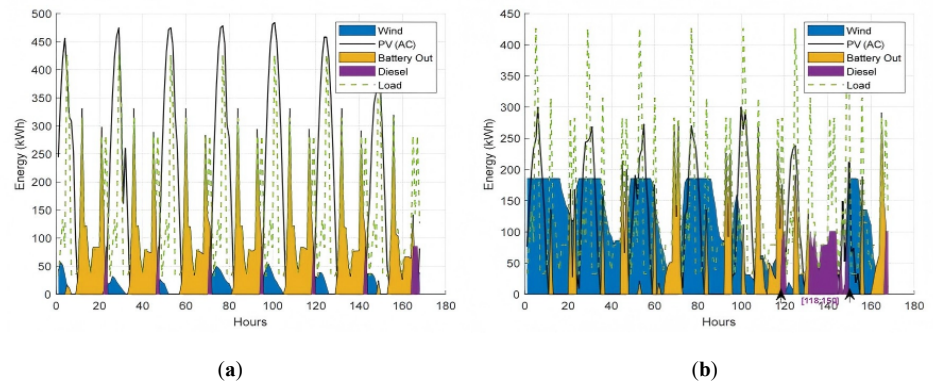 500
450
400
350
300
250
200
150
100
50
0
Energy (kWh)
0 20 40 60 80 100 120 140 160 180
Hours
Wind
PV (AC)
Battery Out
Diesel
Load
(a)
450
400
350
300
250
200
150
100
50
0
Energy (kWh)
0 20 40 60 80 100 120 140 160 180
[118:150]
Hours
Wind
PV (AC)
Battery Out
Diesel
Load
(b)